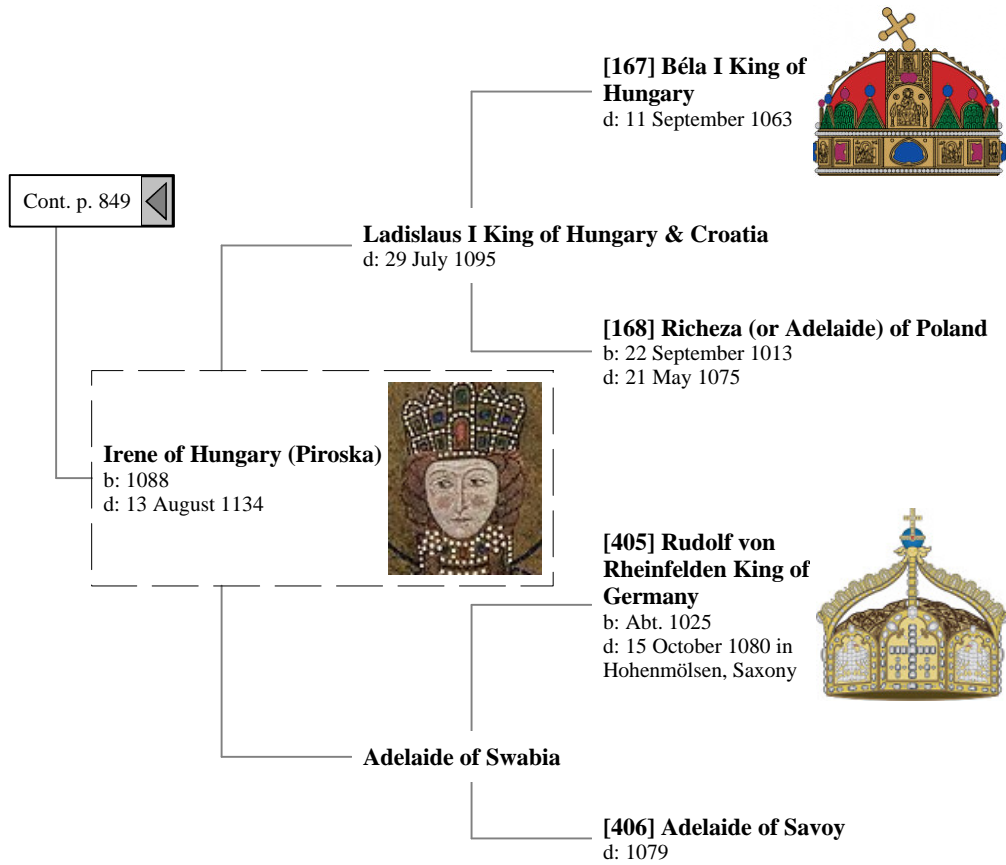 [167] Béla I King of
Hungary
d: 11 September 1063
Cont. p. 849
Ladislaus I King of Hungary & Croatia
d: 29 July 1095
[168] Richeza (or Adelaide) of Poland
b: 22 September 1013
d: 21 May 1075
Irene of Hungary (Piroska)
b: 1088
d: 13 August 1134
[405] Rudolf von
Rheinfelden King of
Germany
b: Abt. 1025
d: 15 October 1080 in
Hohenmölsen, Saxony
Adelaide of Swabia
[406] Adelaide of Savoy
d: 1079